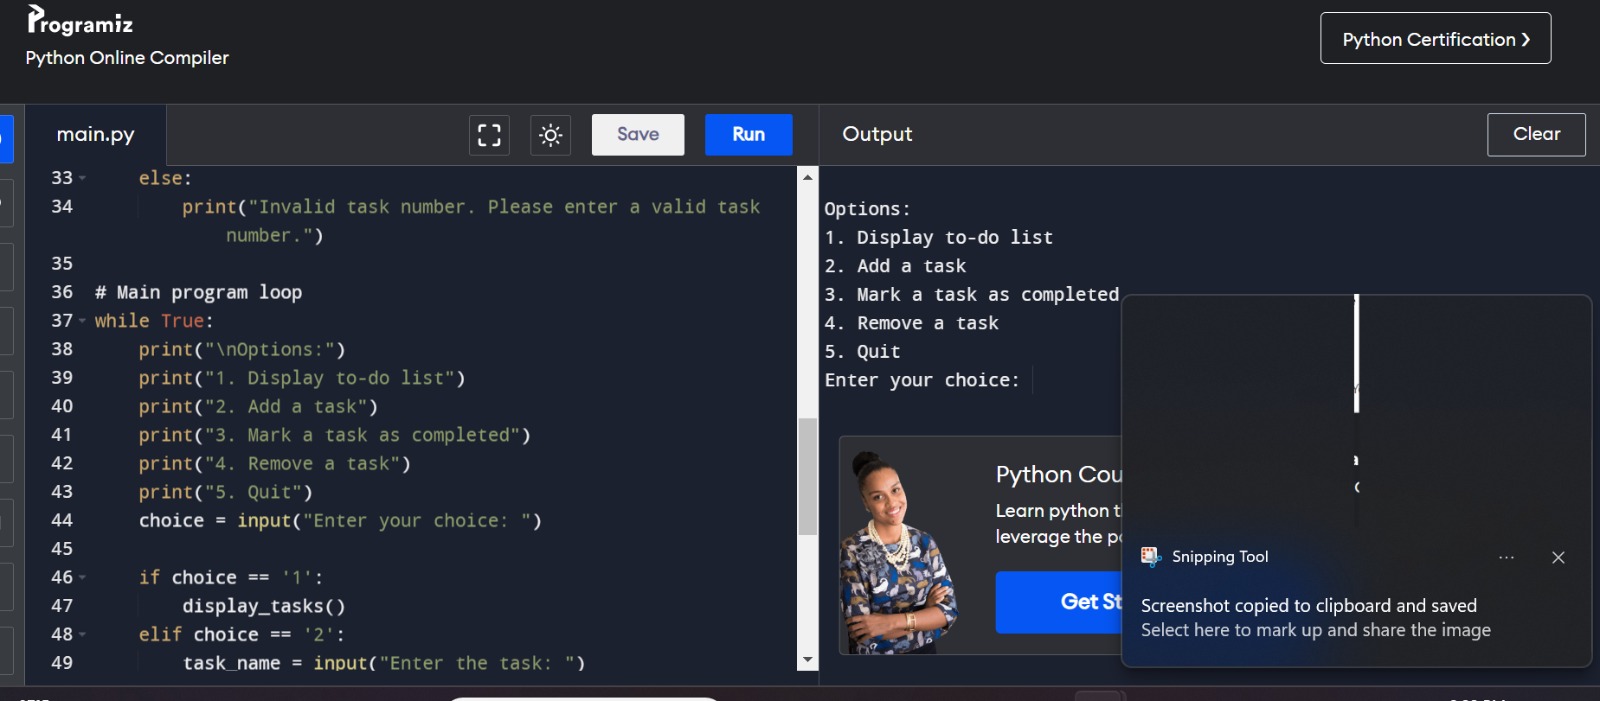 Programiz
Python Online Compiler
Python Certification ❯
main.py
Save
Run
Output
Clear
33 else:
34 print("Invalid task number. Please enter a valid task
number.")
35
36 # Main program loop
37 while True:
38 print("\nOptions:")
39 print("1. Display to-do list")
40 print("2. Add a task")
41 print("3. Mark a task as completed")
42 print("4. Remove a task")
43 print("5. Quit")
44 choice = input("Enter your choice: ")
45
46 if choice == '1':
47 display_tasks()
48 elif choice == '2':
49 task_name = input("Enter the task: ")
Options:
1. Display to-do list
2. Add a task
3. Mark a task as completed
4. Remove a task
5. Quit
Enter your choice:
Python Cou
Learn python t
leverage the p
Get St
Snipping Tool
Screenshot copied to clipboard and saved
Select here to mark up and share the image